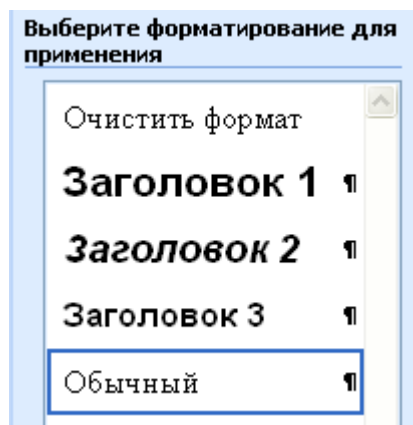 Выберите форматирование для
применения
Очистить формат
Заголовок 1 ¶
Заголовок 2 ¶
Заголовок 3 ¶
Обычный ¶